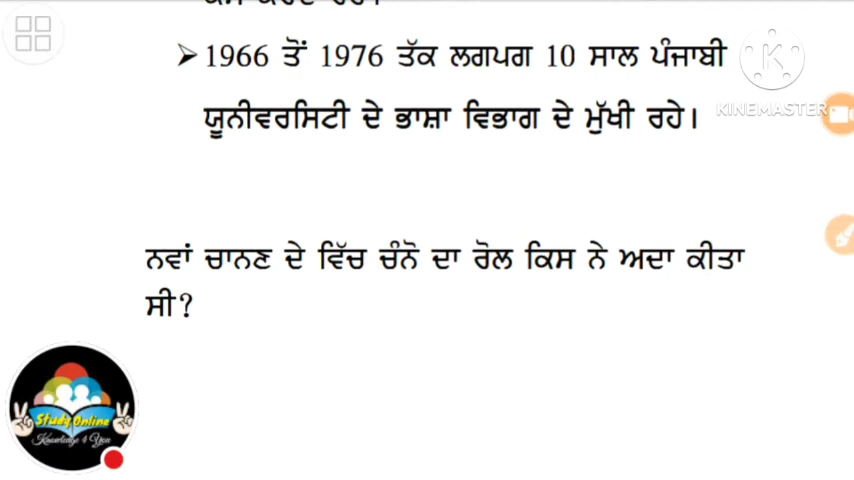 ➢ 1966 ਤੋਂ 1976 ਤੱਕ ਲਗਪਗ 10 ਸਾਲ ਪੰਜਾਬੀ
ਯੂਨੀਵਰਸਿਟੀ ਦੇ ਭਾਸ਼ਾ ਵਿਭਾਗ ਦੇ ਮੁੱਖੀ ਰਹੇ।
KINEMASTER
ਨਵਾਂ ਚਾਨਣ ਦੇ ਵਿੱਚ ਚੰਨੋ ਦਾ ਰੋਲ ਕਿਸ ਨੇ ਅਦਾ ਕੀਤਾ
ਸੀ?
Study Online
Knowledge 4 You